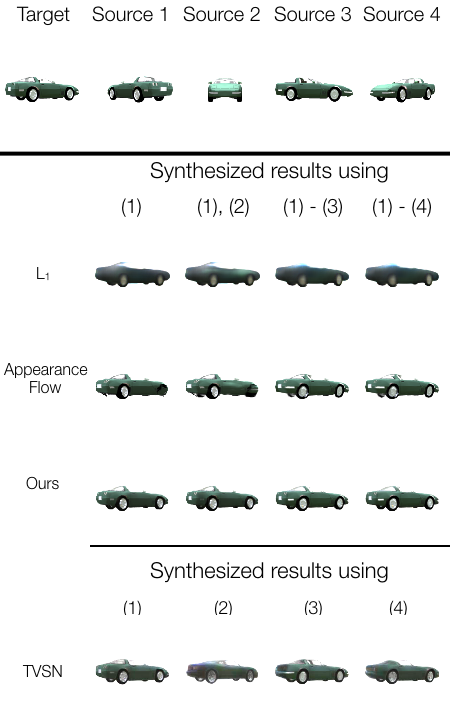 Target Source 1 Source 2 Source 3 Source 4
Synthesized results using
(1) (1), (2) (1) - (3) (1) - (4)
L₁
Appearance
Flow
Ours
Synthesized results using
(1) (2) (3) (4)
TVSN